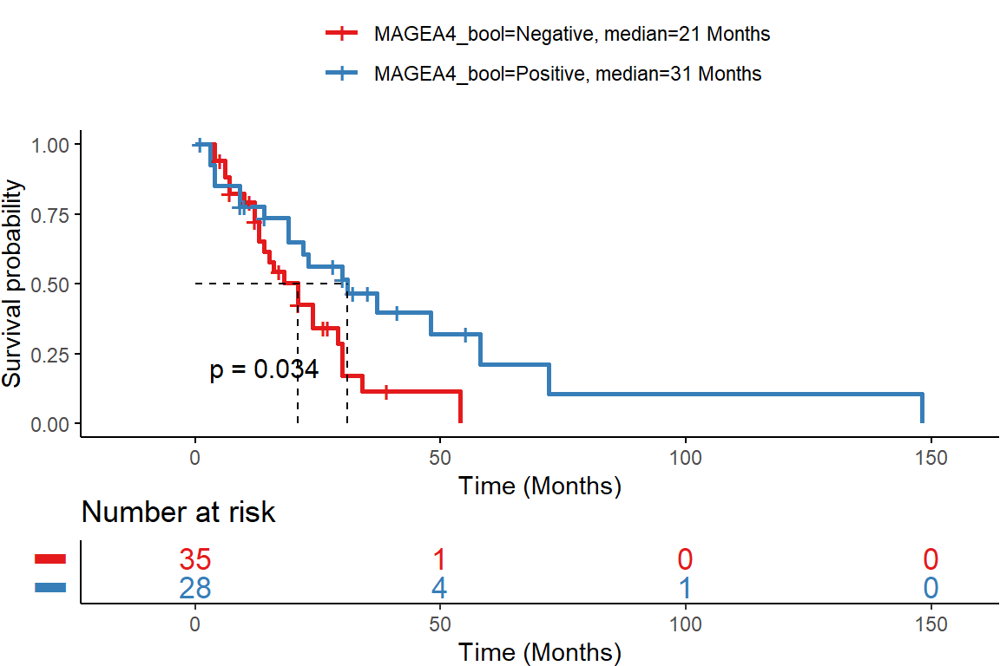 MAGEA4_bool=Negative, median=21 Months
MAGEA4_bool=Positive, median=31 Months
Survival probability
1.00
0.75
0.50
0.25
0.00
p = 0.034
0 50 100 150
Time (Months)
Number at risk
35 1 0 0
28 4 1 0
0 50 100 150
Time (Months)